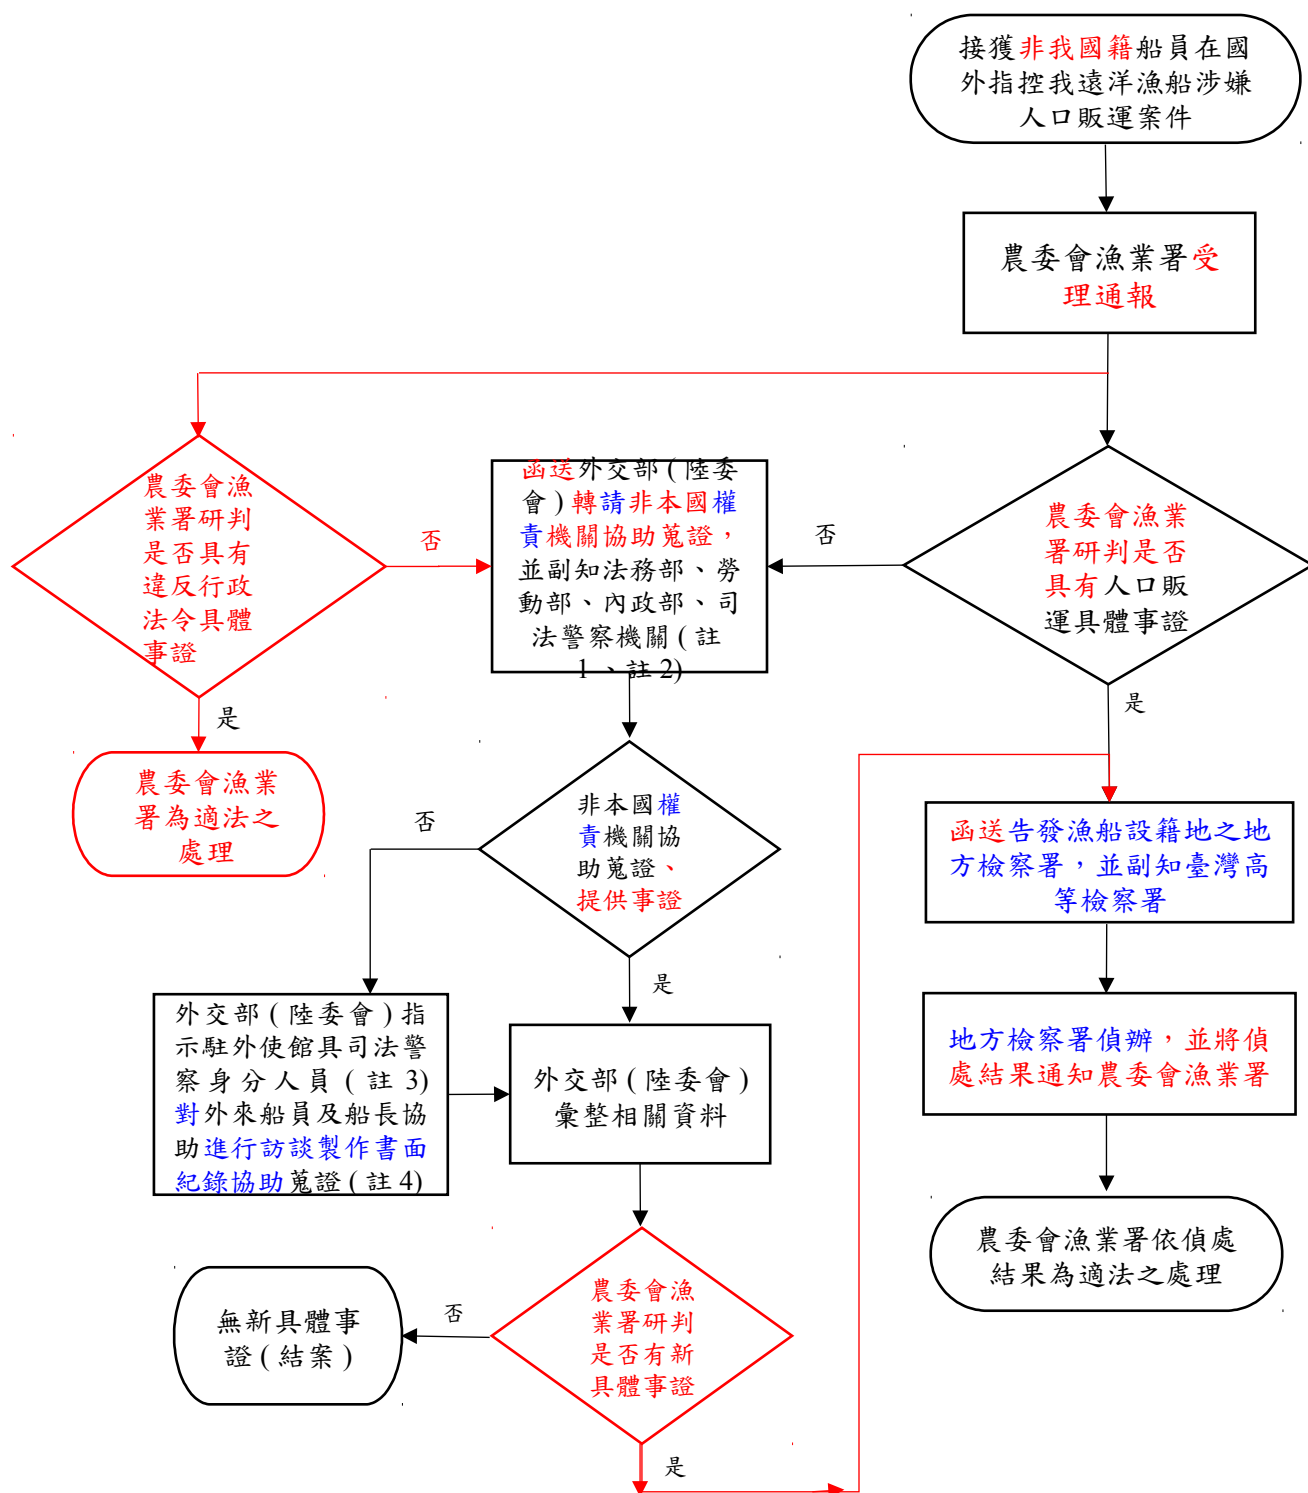 接獲非我國籍船員在國
外指控我遠洋漁船涉嫌
人口販運案件
農委會漁業署受
理通報
農委會漁
業署研判
是否具有
違反行政
法令具體
事證
否
是
農委會漁業
署為適法之
處理
函送外交部(陸委
會)轉請非本國權
責機關協助蒐證，
並副知法務部、勞
動部、內政部、司
法警察機關(註
1、註2)
否
農委會漁業
署研判是否
具有人口販
運具體事證
是
非本國權
責機關協
助蒐證、
提供事證
否
是
外交部(陸委會)指
示駐外使館具司法警
察身分人員(註3)
對外來船員及船長協
助進行訪談製作書面
紀錄協助蒐證(註4)
外交部(陸委會)
彙整相關資料
農委會漁
業署研判
是否有新
具體事證
否
是
無新具體事
證(結案)
函送告發漁船設籍地之地
方檢察署，並副知臺灣高
等檢察署
地方檢察署偵辦，並將偵
處結果通知農委會漁業署
農委會漁業署依偵處
結果為適法之處理